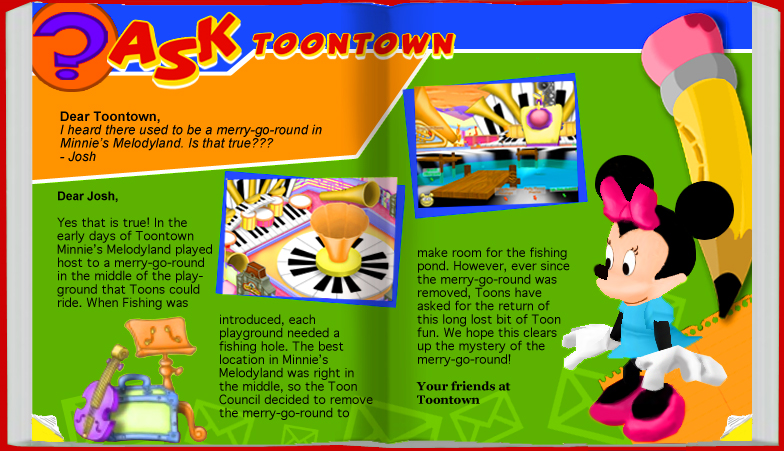 ASK TOONTOWN
Dear Toontown,
I heard there used to be a merry-go-round in
Minnie's Melodyland. Is that true???
- Josh
Dear Josh,
Yes that is true! In the
early days of Toontown
Minnie's Melodyland played
host to a merry-go-round
in the middle of the play-
ground that Toons could
ride. When Fishing was
introduced, each
playground needed a
fishing hole. The best
location in Minnie's
Melodyland was right in
the middle, so the Toon
Council decided to remove
the merry-go-round to
make room for the fishing
pond. However, ever since
the merry-go-round was
removed, Toons have
asked for the return of
this long lost bit of Toon
fun. We hope this clears
up the mystery of the
merry-go-round!
Your friends at
Toontown